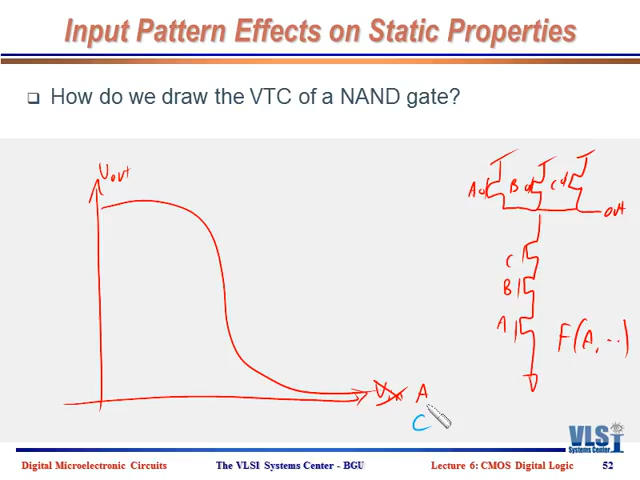 Input Pattern Effects on Static Properties
How do we draw the VTC of a NAND gate?
Vout
A B C
out
C
B
A
F(A, ..)
Vin A
C
VLSI
Systems Center
Digital Microelectronic Circuits The VLSI Systems Center - BGU Lecture 6: CMOS Digital Logic 52